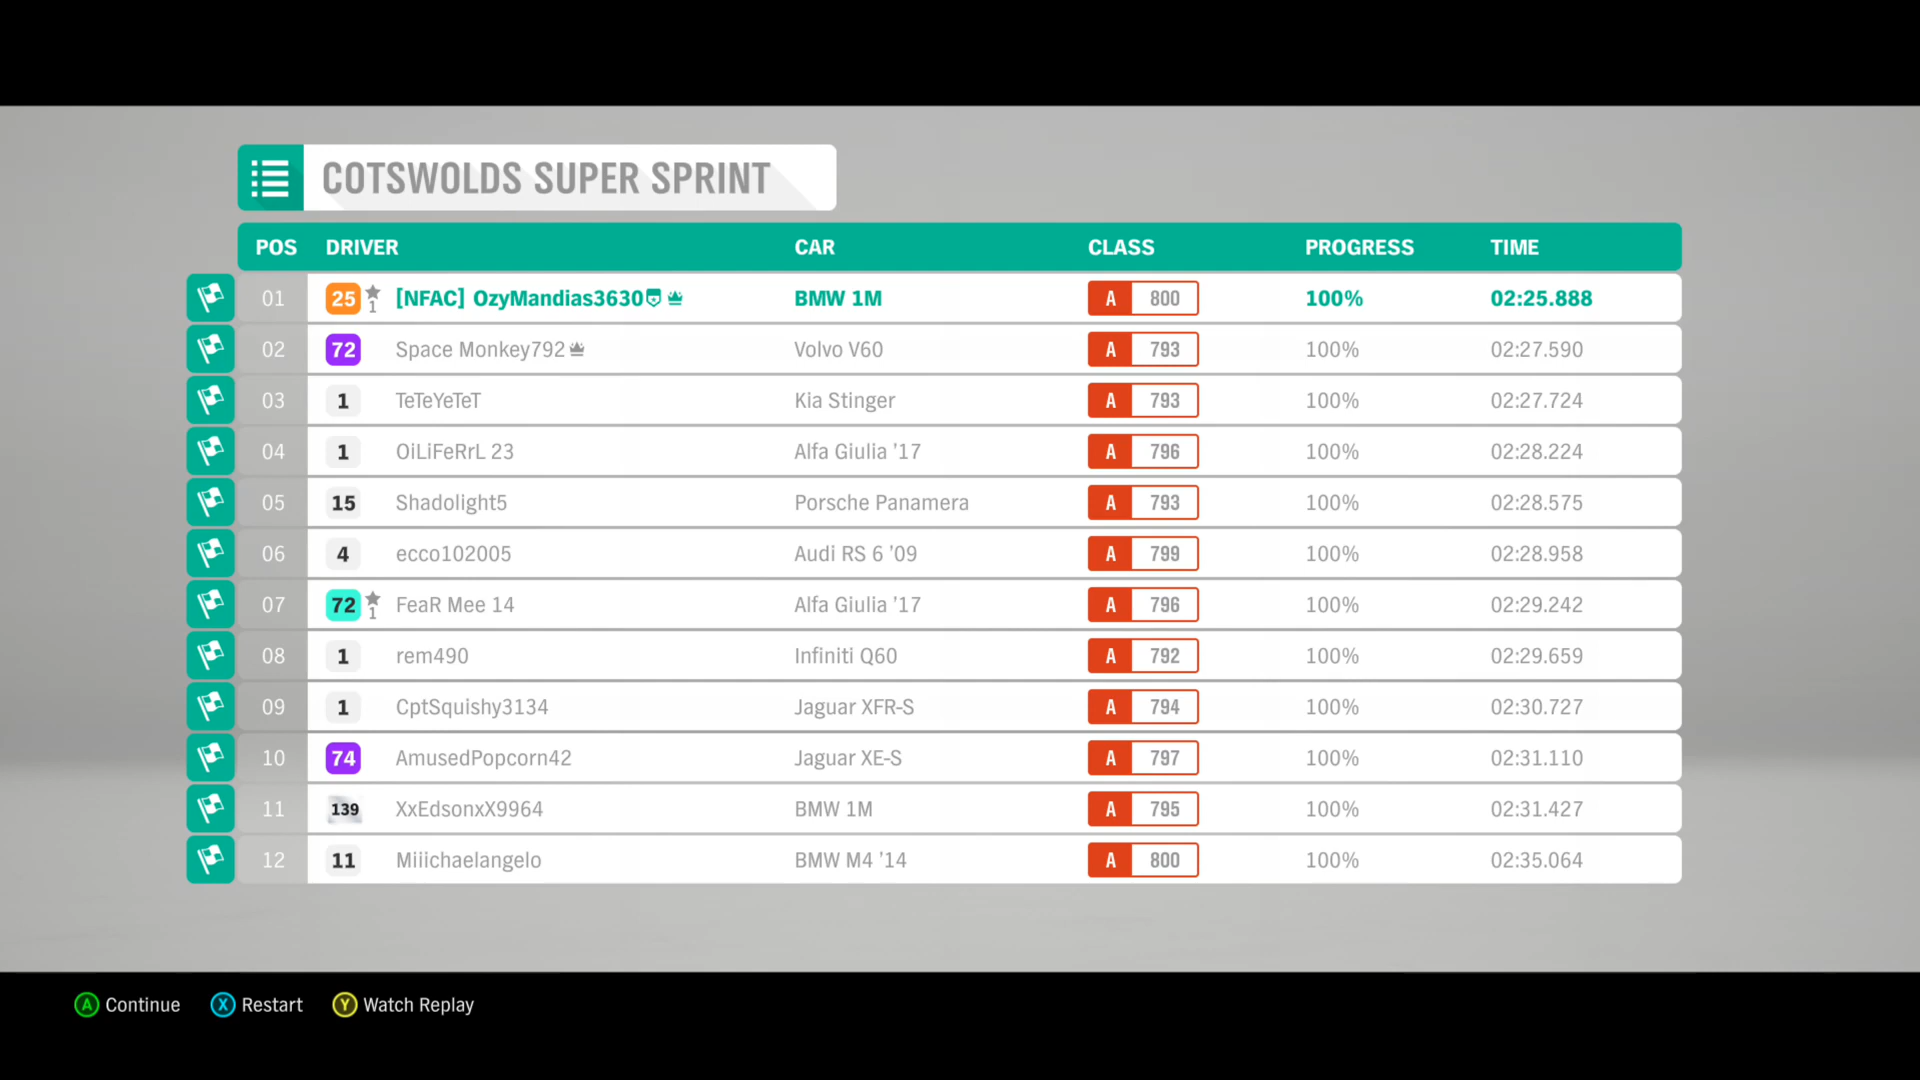 COTSWOLDS SUPER SPRINT
POS DRIVER CAR CLASS PROGRESS TIME
01 25 1 [NFAC] OzyMandias3630 BMW 1M A 800 100% 02:25.888
02 72 Space Monkey792 Volvo V60 A 793 100% 02:27.590
03 1 TeTeYeTeT Kia Stinger A 793 100% 02:27.724
04 1 OiLiFeRrL 23 Alfa Giulia '17 A 796 100% 02:28.224
05 15 Shadolight5 Porsche Panamera A 793 100% 02:28.575
06 4 ecco102005 Audi RS 6 '09 A 799 100% 02:28.958
07 72 1 FeaR Mee 14 Alfa Giulia '17 A 796 100% 02:29.242
08 1 rem490 Infiniti Q60 A 792 100% 02:29.659
09 1 CptSquishy3134 Jaguar XFR-S A 794 100% 02:30.727
10 74 AmusedPopcorn42 Jaguar XE-S A 797 100% 02:31.110
11 139 XxEdsonxX9964 BMW 1M A 795 100% 02:31.427
12 11 Miiichaelangelo BMW M4 '14 A 800 100% 02:35.064
A Continue X Restart Y Watch Replay